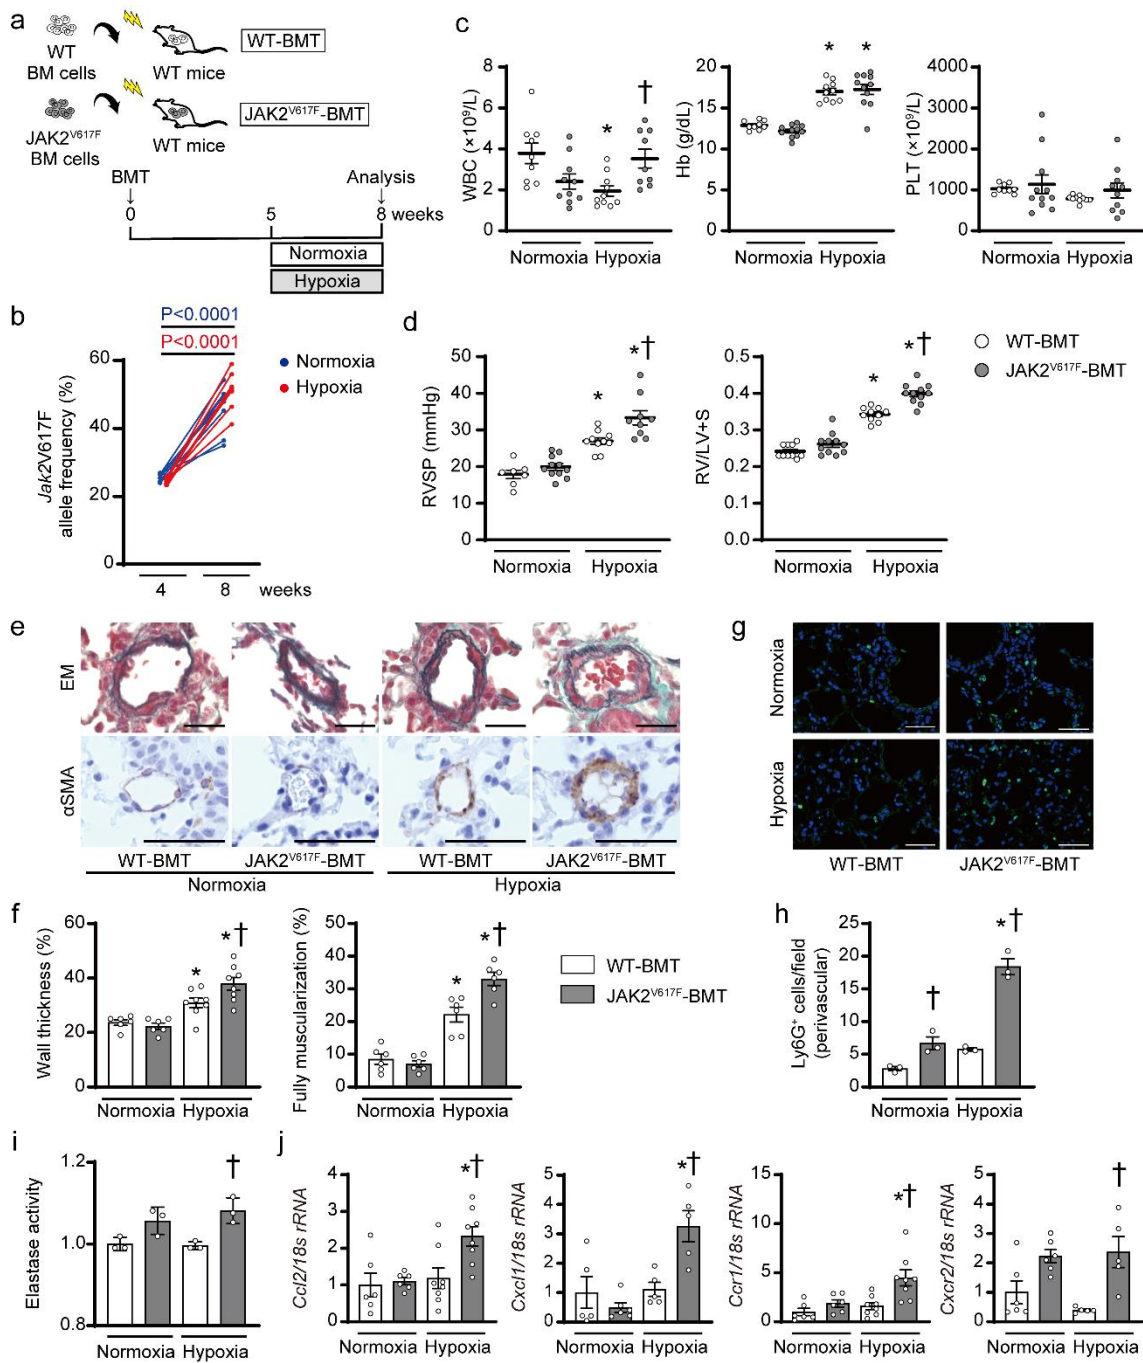 a
WT
BM cells
WT mice
WT-BMT
JAK2V617F
BM cells
WT mice
JAK2V617F-BMT
BMT
Analysis
0
5
8 weeks
Normoxia
Hypoxia
b
P<0.0001
P<0.0001
Normoxia
Hypoxia
Jak2V617F
allele frequency (%)
60
40
20
0
4
8
weeks
c
WBC (×10⁹/L)
8
6
4
2
0
*
†
Normoxia Hypoxia
Hb (g/dL)
20
15
10
5
0
* *
Normoxia Hypoxia
PLT (×10⁹/L)
4000
3000
2000
1000
0
Normoxia Hypoxia
d
RVSP (mmHg)
50
40
30
20
10
0
*
*†
Normoxia Hypoxia
RV/LV+S
0.5
0.4
0.3
0.2
0.1
0.0
*
*†
Normoxia Hypoxia
WT-BMT
JAK2V617F-BMT
e
EM
αSMA
WT-BMT JAK2V617F-BMT WT-BMT JAK2V617F-BMT
Normoxia Hypoxia
g
Normoxia
Hypoxia
WT-BMT JAK2V617F-BMT
f
Wall thickness (%)
60
40
20
0
*
*†
Normoxia Hypoxia
Fully muscularization (%)
50
40
30
20
10
0
*
*†
Normoxia Hypoxia
WT-BMT
JAK2V617F-BMT
h
Ly6G⁺ cells/field
(perivascular)
25
20
15
10
5
0
†
*†
Normoxia Hypoxia
i
Elastase activity
1.2
1.0
0.8
†
Normoxia Hypoxia
j
Ccl2/18s rRNA
4
3
2
1
0
*†
Normoxia Hypoxia
Cxcl1/18s rRNA
5
4
3
2
1
0
*†
Normoxia Hypoxia
Ccr1/18s rRNA
15
10
5
0
*†
Normoxia Hypoxia
Cxcr2/18s rRNA
5
4
3
2
1
0
†
Normoxia Hypoxia